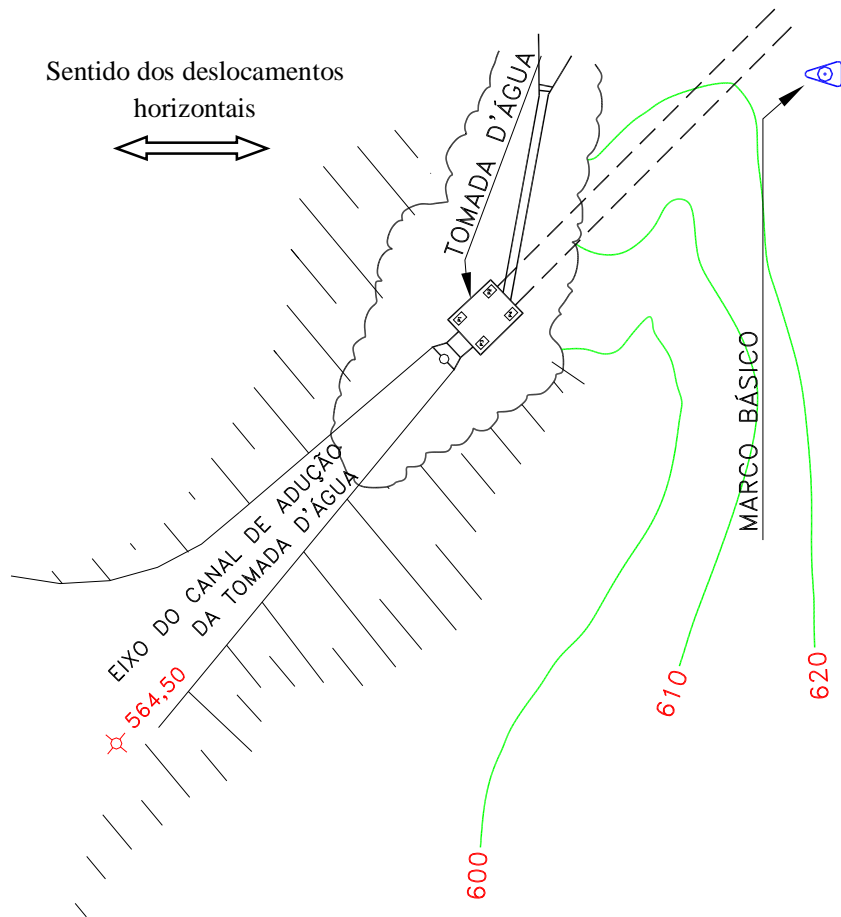 Sentido dos deslocamentos
horizontais
TOMADA D'ÁGUA
MARCO BÁSICO
EIXO DO CANAL DE ADUÇÃO
DA TOMADA D'ÁGUA
564,50
600
610
620